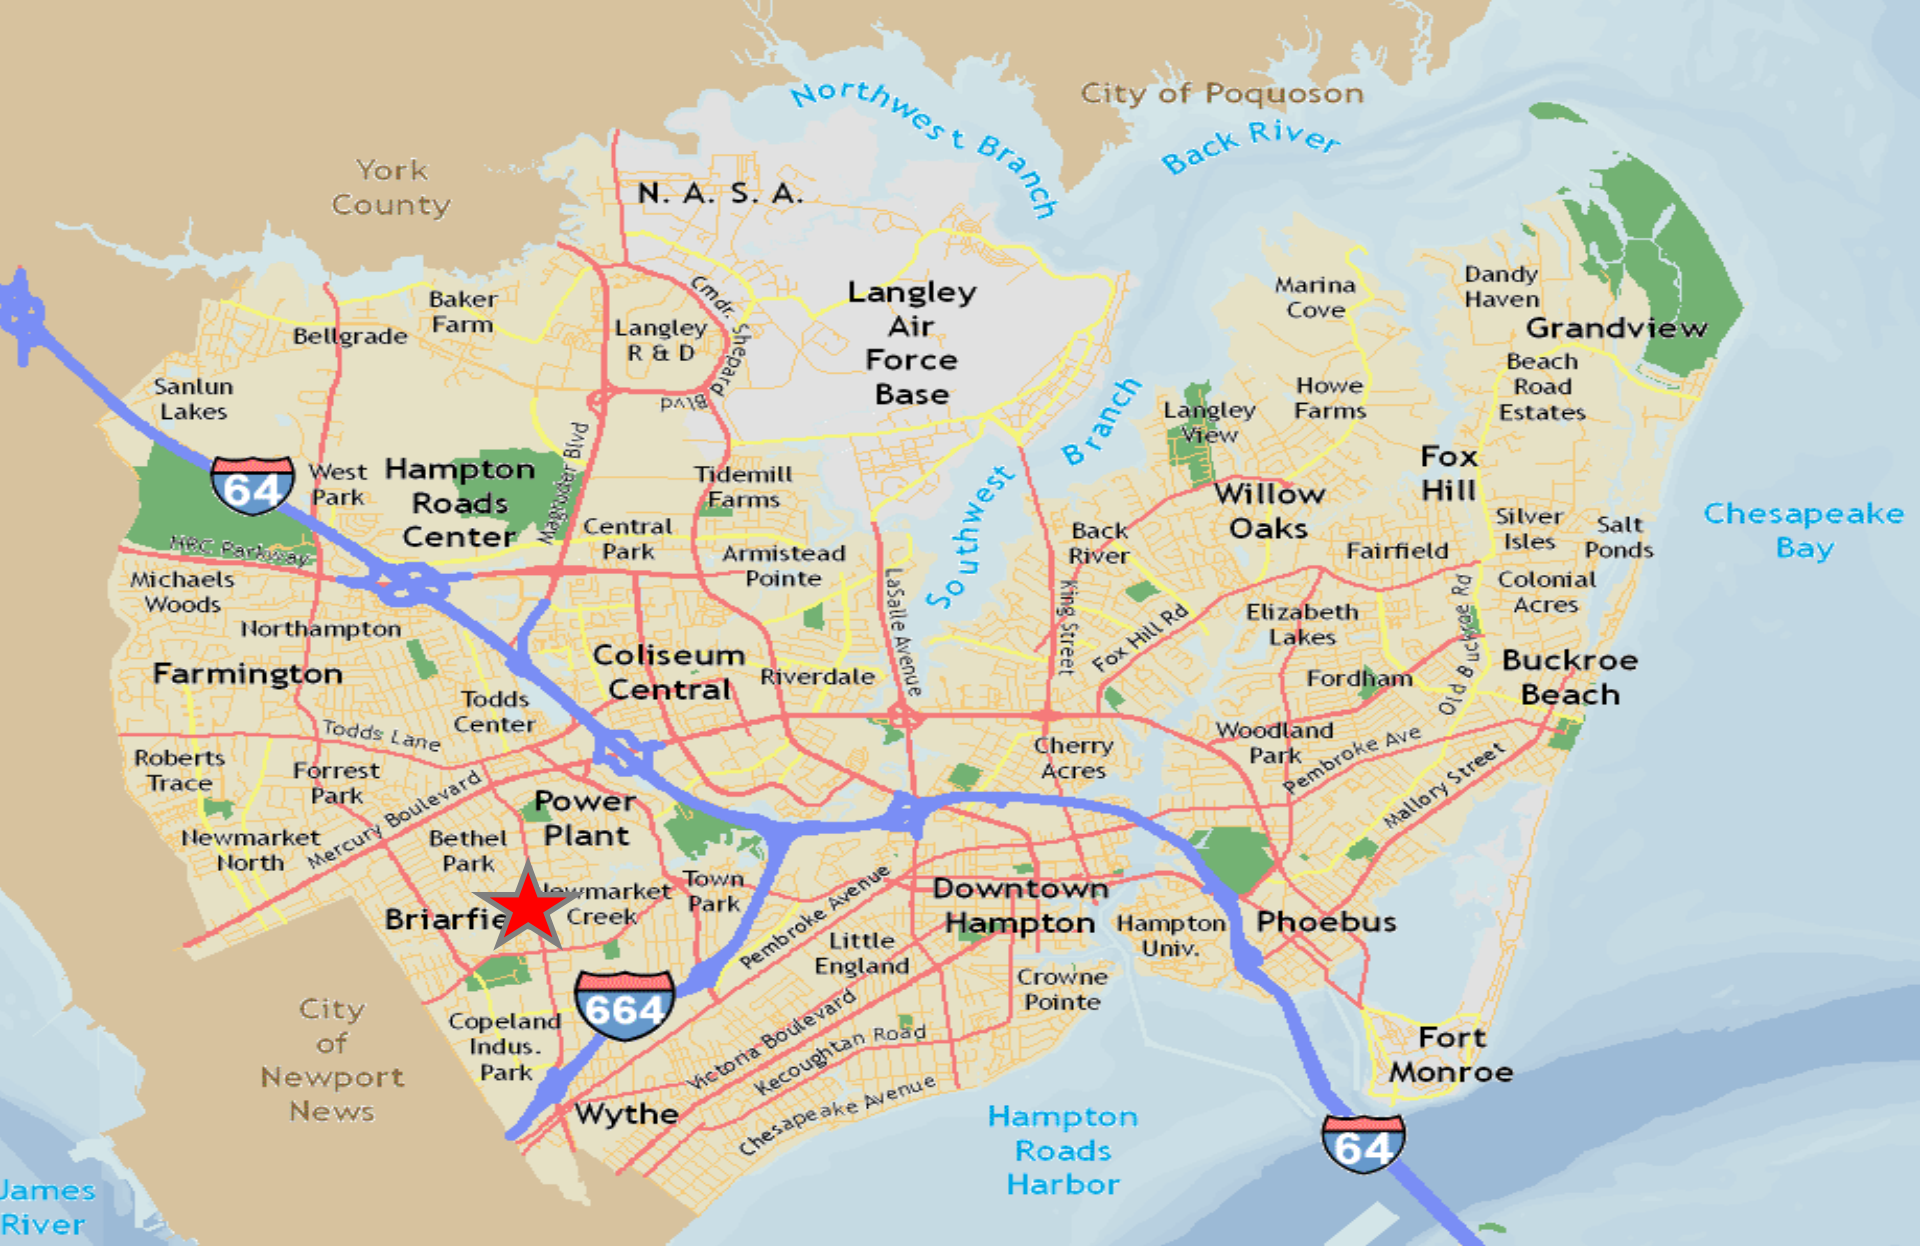 City of Poquoson
Northwest Branch
Back River
York
County
N. A. S. A.
Cmdr. Shepard
Blvd
Langley
Air
Force
Base
Marina
Cove
Dandy
Haven
Grandview
Baker
Farm
Bellgrade
Langley
R & D
Beach
Road
Estates
Sanlun
Lakes
Howe
Farms
Langley
View
Southwest Branch
Fox
Hill
64
West
Park
Hampton
Roads
Center
Magruder Blvd
Tidemill
Farms
Willow
Oaks
Silver
Isles
Salt
Ponds
Chesapeake
Bay
Central
Park
Back
River
Fairfield
HRC Parkway
Armistead
Pointe
Michaels
Woods
LaSalle Avenue
King Street
Colonial
Acres
Old Buckroe Rd
Northampton
Fox Hill Rd
Elizabeth
Lakes
Farmington
Coliseum
Central
Riverdale
Fordham
Buckroe
Beach
Todds
Center
Todds Lane
Woodland
Park
Pembroke Ave
Cherry
Acres
Roberts
Trace
Forrest
Park
Mallory Street
Mercury Boulevard
Power
Plant
Newmarket
North
Bethel
Park
Town
Park
Newmarket
Creek
Briarfie
Pembroke Avenue
Downtown
Hampton
Hampton
Univ.
Phoebus
Little
England
Crowne
Pointe
664
City
of
Newport
News
Copeland
Indus.
Park
Victoria Boulevard
Kecoughtan Road
Chesapeake Avenue
Wythe
Fort
Monroe
Hampton
Roads
Harbor
64
James
River